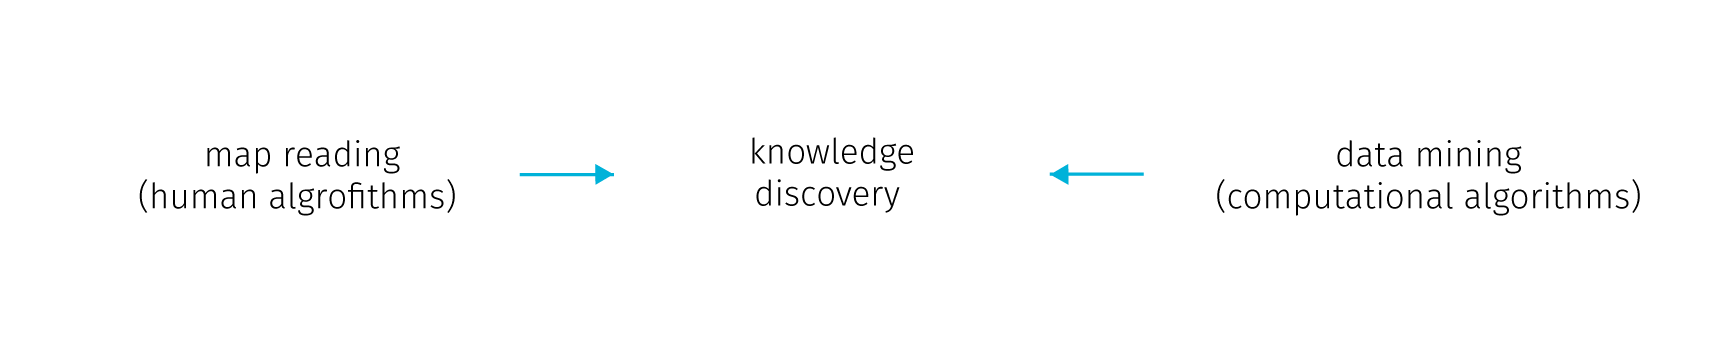 map reading
(human algrofithms)
knowledge
discovery
data mining
(computational algorithms)